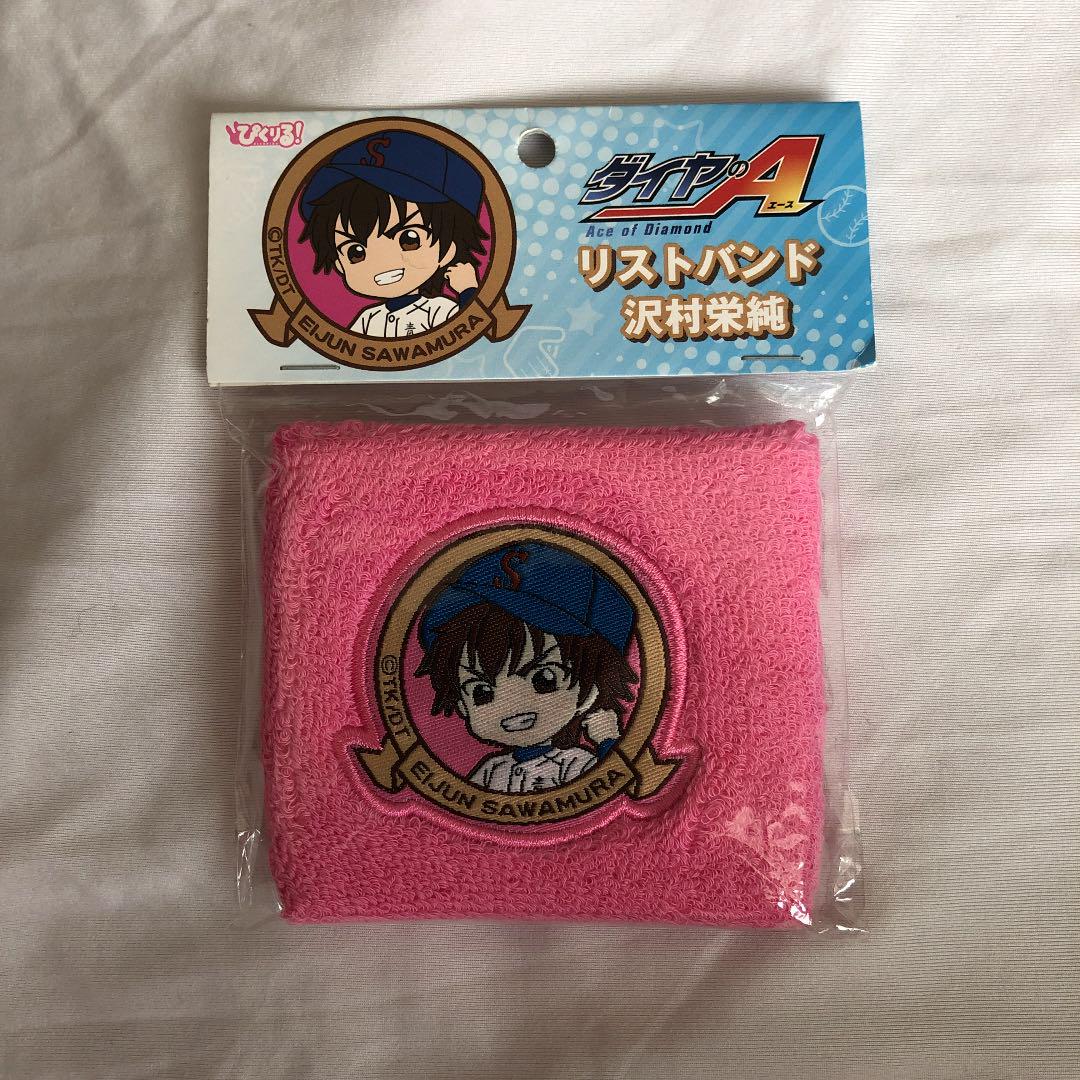 ぴくりる!
S
©TK/DT
EIJUN SAWAMURA
青
ダイヤのA
エース
Ace of Diamond
リストバンド
沢村栄純
S
©TK/DT
EIJUN SAWAMURA